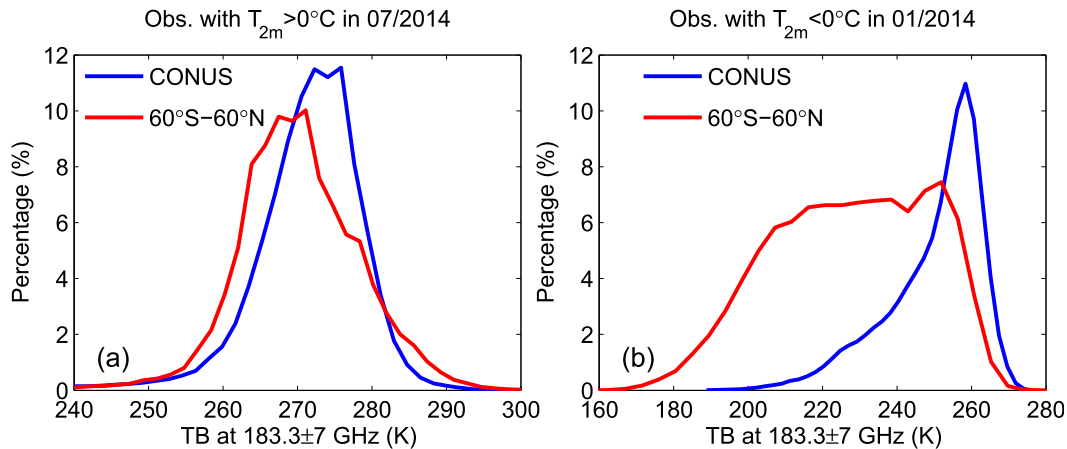 Obs. with T2m >0°C in 07/2014
12
10
8
6
4
2
0
Percentage (%)
CONUS
60°S−60°N
(a)
240 250 260 270 280 290 300
TB at 183.3±7 GHz (K)
Obs. with T2m<0°C in 01/2014
12
10
8
6
4
2
0
Percentage (%)
CONUS
60°S−60°N
(b)
160 180 200 220 240 260 280
TB at 183.3±7 GHz (K)